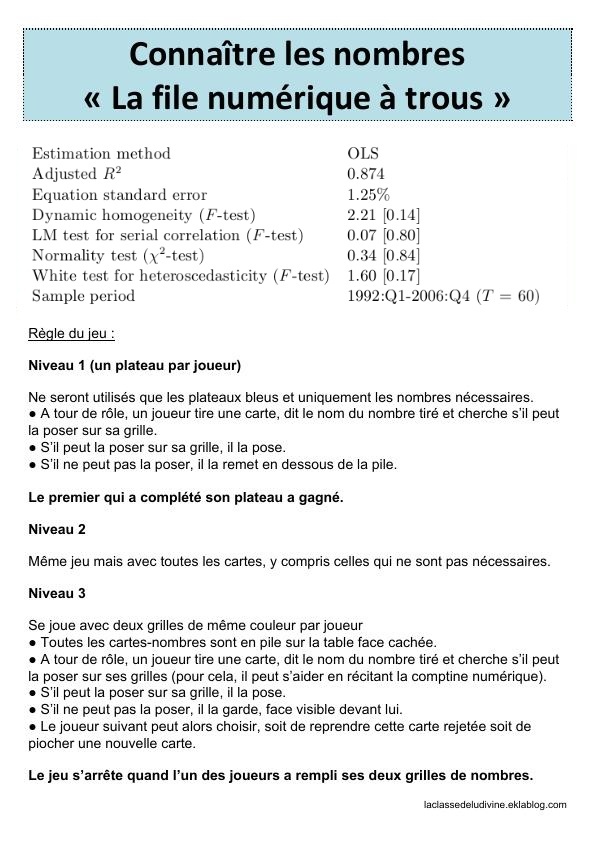 Connaître les nombres
« La file numérique à trous »
Estimation method OLS
Adjusted R² 0.874
Equation standard error 1.25%
Dynamic homogeneity (F-test) 2.21 [0.14]
LM test for serial correlation (F-test) 0.07 [0.80]
Normality test (χ²-test) 0.34 [0.84]
White test for heteroscedasticity (F-test) 1.60 [0.17]
Sample period 1992:Q1-2006:Q4 (T = 60)
Règle du jeu :
Niveau 1 (un plateau par joueur)
Ne seront utilisés que les plateaux bleus et uniquement les nombres nécessaires.
● A tour de rôle, un joueur tire une carte, dit le nom du nombre tiré et cherche s’il peut
la poser sur sa grille.
● S’il peut la poser sur sa grille, il la pose.
● S’il ne peut pas la poser, il la remet en dessous de la pile.
Le premier qui a complété son plateau a gagné.
Niveau 2
Même jeu mais avec toutes les cartes, y compris celles qui ne sont pas nécessaires.
Niveau 3
Se joue avec deux grilles de même couleur par joueur
● Toutes les cartes-nombres sont en pile sur la table face cachée.
● A tour de rôle, un joueur tire une carte, dit le nom du nombre tiré et cherche s’il peut
la poser sur ses grilles (pour cela, il peut s’aider en récitant la comptine numérique).
● S’il peut la poser sur sa grille, il la pose.
● S’il ne peut pas la poser, il la garde, face visible devant lui.
● Le joueur suivant peut alors choisir, soit de reprendre cette carte rejetée soit de
piocher une nouvelle carte.
Le jeu s’arrête quand l’un des joueurs a rempli ses deux grilles de nombres.
laclassedeludivine.eklablog.com